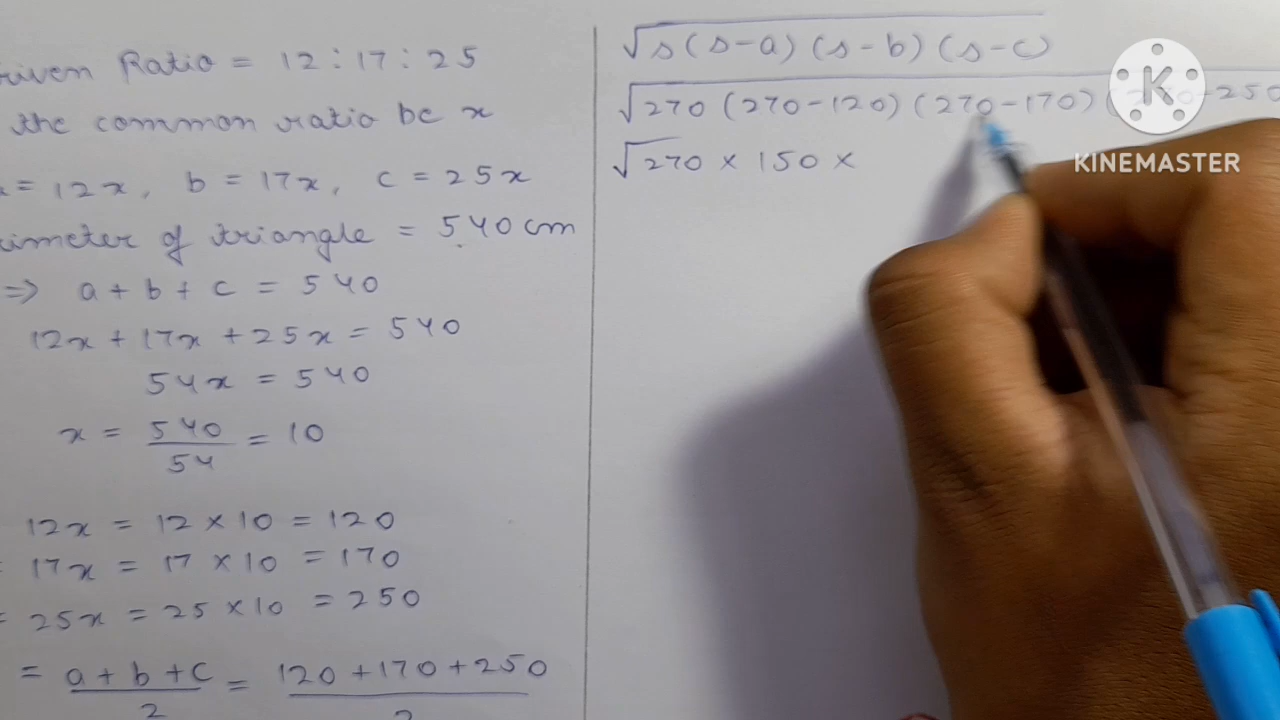 Given Ratio = 12 : 17 : 25
the common ratio be x
= 12x, b = 17x, c = 25x
Perimeter of triangle = 540 cm
⇒ a + b + c = 540
12x + 17x + 25x = 540
54x = 540
x = 540/54 = 10
12x = 12 × 10 = 120
= 17x = 17 × 10 = 170
= 25x = 25 × 10 = 250
= a + b + c / 2 = 120 + 170 + 250 / 2
√s(s-a)(s-b)(s-c)
√270 (270-120) (270-170) ( -250
√270 × 150 ×
K
KINEMASTER